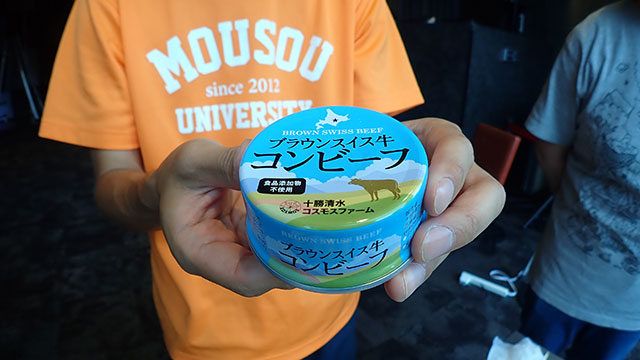 MOUSOU
since 2012
UNIVERSITY
BROWN SWISS BEEF
ブラウンスイス牛
コンビーフ
食品添加物
不使用
十勝清水
コスモスファーム
BROWN SWISS BEEF
ブラウンスイス牛
コンビーフ